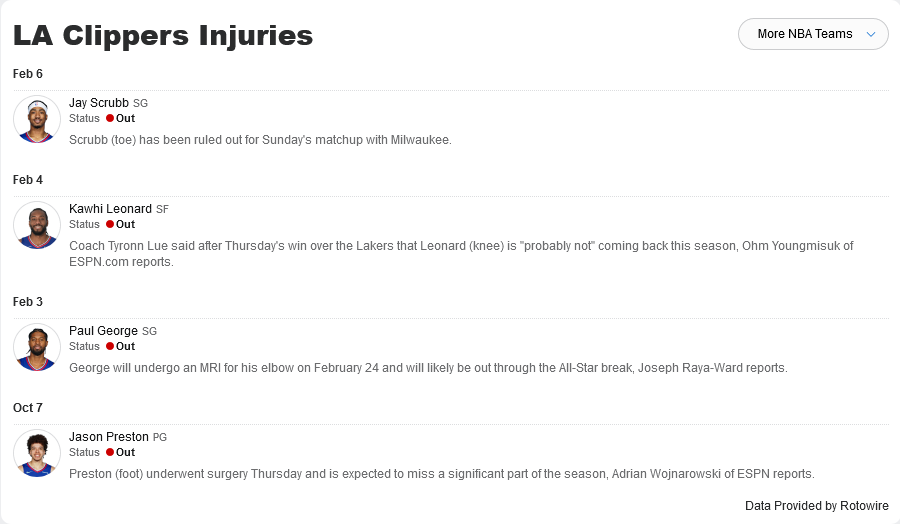 LA Clippers Injuries
More NBA Teams
Feb 6
Jay Scrubb SG
Status Out
Scrubb (toe) has been ruled out for Sunday's matchup with Milwaukee.
Feb 4
Kawhi Leonard SF
Status Out
Coach Tyronn Lue said after Thursday's win over the Lakers that Leonard (knee) is "probably not" coming back this season, Ohm Youngmisuk of
ESPN.com reports.
Feb 3
Paul George SG
Status Out
George will undergo an MRI for his elbow on February 24 and will likely be out through the All-Star break, Joseph Raya-Ward reports.
Oct 7
Jason Preston PG
Status Out
Preston (foot) underwent surgery Thursday and is expected to miss a significant part of the season, Adrian Wojnarowski of ESPN reports.
Data Provided by Rotowire